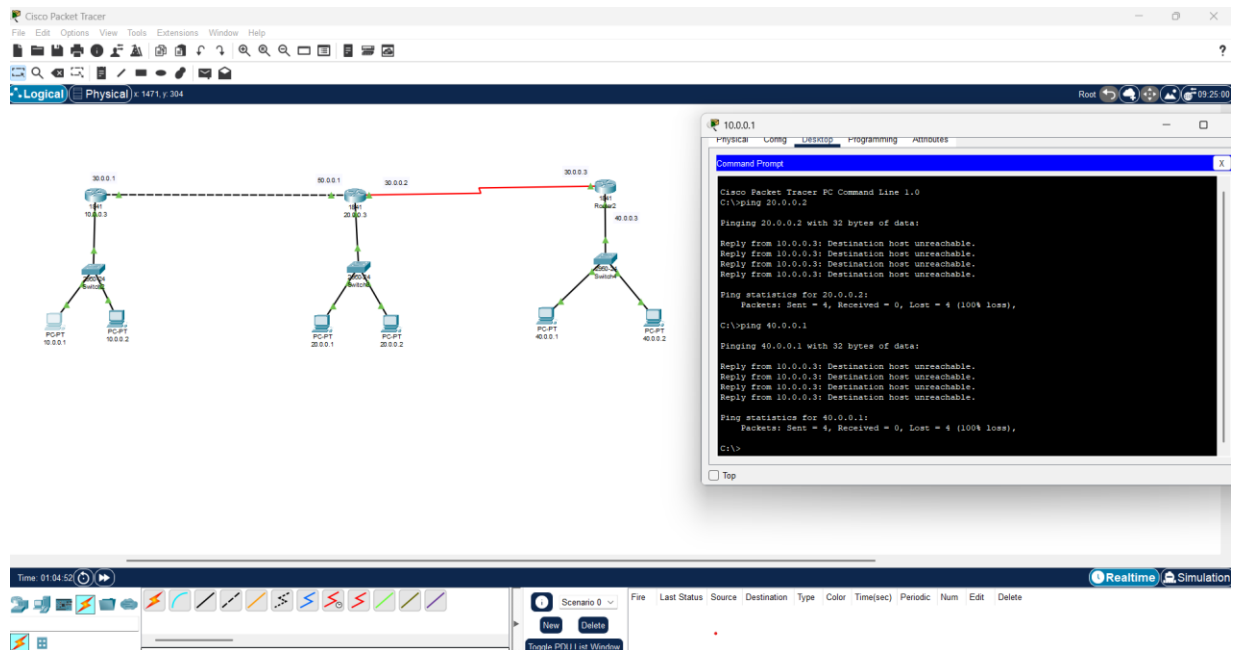 Cisco Packet Tracer
File Edit Options View Tools Extensions Window Help
?
Logical Physical x: 1471, y: 304
Root 09:25:00
10.0.0.1
Physical Config Desktop Programming Attributes
Command Prompt
X
Cisco Packet Tracer PC Command Line 1.0
C:\>ping 20.0.0.2
Pinging 20.0.0.2 with 32 bytes of data:
Reply from 10.0.0.3: Destination host unreachable.
Reply from 10.0.0.3: Destination host unreachable.
Reply from 10.0.0.3: Destination host unreachable.
Reply from 10.0.0.3: Destination host unreachable.
Ping statistics for 20.0.0.2:
Packets: Sent = 4, Received = 0, Lost = 4 (100% loss),
C:\>ping 40.0.0.1
Pinging 40.0.0.1 with 32 bytes of data:
Reply from 10.0.0.3: Destination host unreachable.
Reply from 10.0.0.3: Destination host unreachable.
Reply from 10.0.0.3: Destination host unreachable.
Reply from 10.0.0.3: Destination host unreachable.
Ping statistics for 40.0.0.1:
Packets: Sent = 4, Received = 0, Lost = 4 (100% loss),
C:\>
Top
30.0.0.1
1841
10.0.0.3
PC-PT
10.0.0.1
PC-PT
10.0.0.2
50.0.0.1
30.0.0.2
1841
20.0.0.3
PC-PT
20.0.0.1
PC-PT
20.0.0.2
30.0.0.3
1841
Router2
40.0.0.3
PC-PT
40.0.0.1
PC-PT
40.0.0.2
Time: 01:04:52
Realtime Simulation
Scenario 0
New Delete
Toggle PDU List Window
Fire Last Status Source Destination Type Color Time(sec) Periodic Num Edit Delete